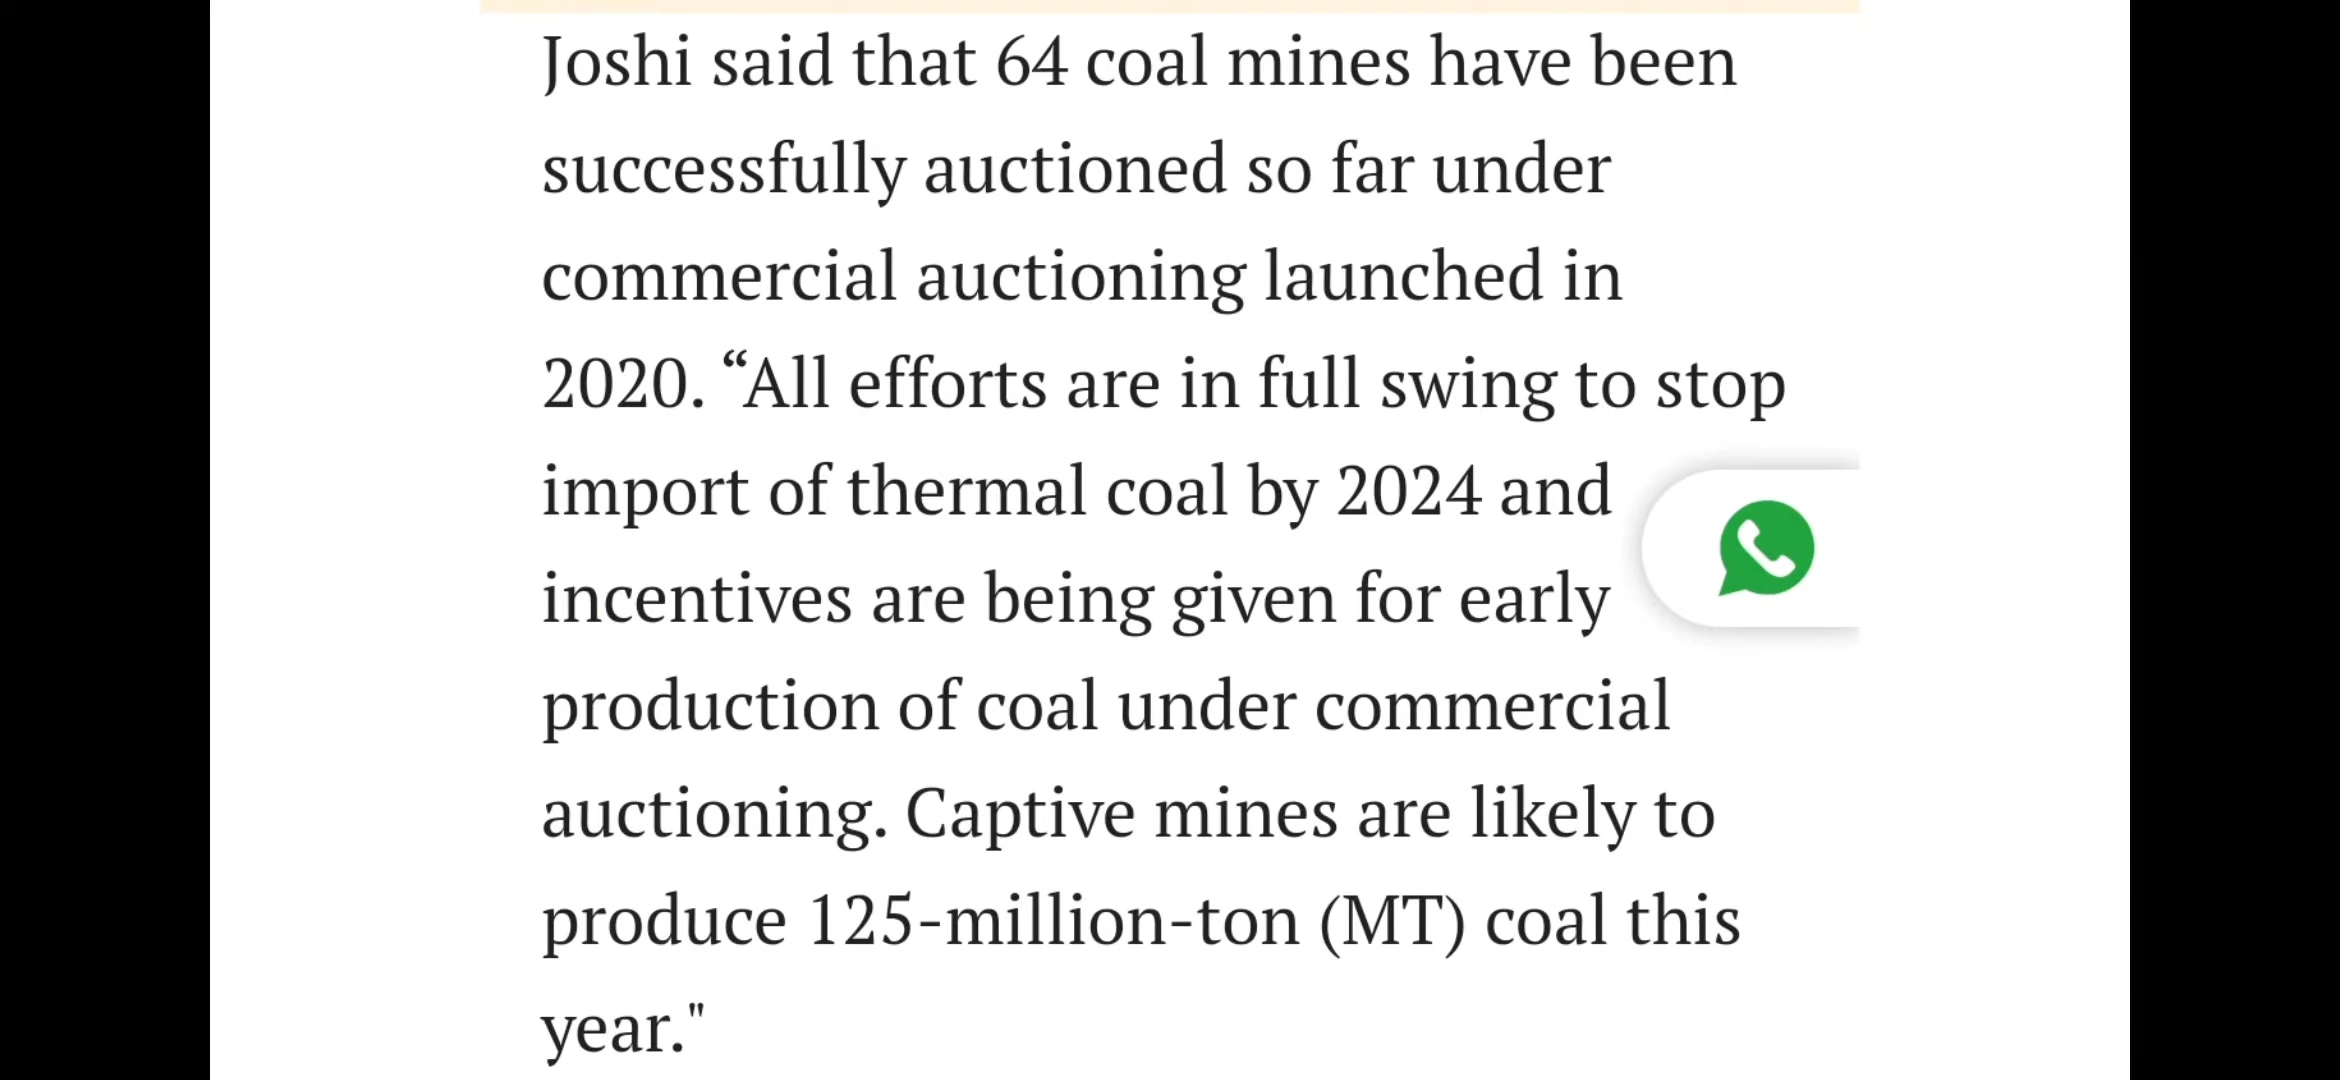 Joshi said that 64 coal mines have been
successfully auctioned so far under
commercial auctioning launched in
2020. “All efforts are in full swing to stop
import of thermal coal by 2024 and
incentives are being given for early
production of coal under commercial
auctioning. Captive mines are likely to
produce 125-million-ton (MT) coal this
year."